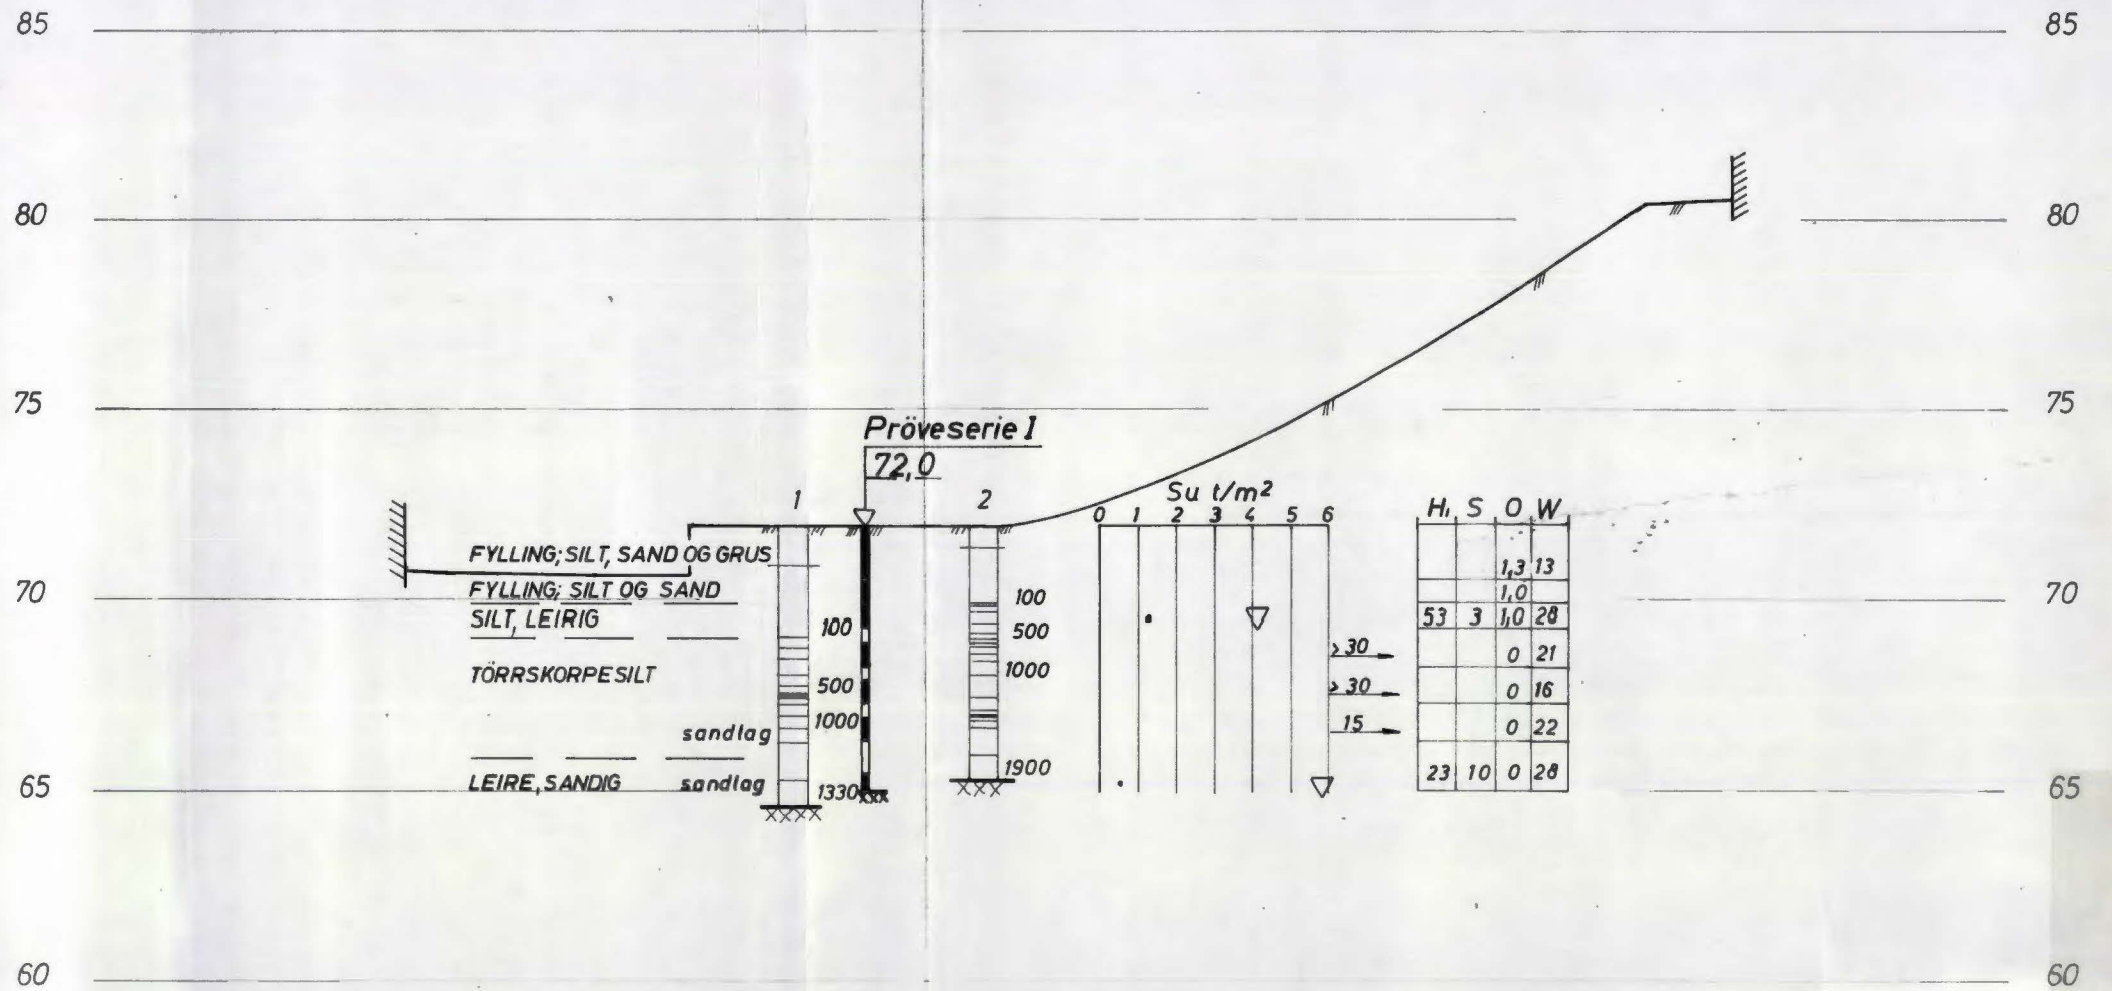 85 85
80 80
75 75
Pröveserie I
72,0
1 2 Su t/m² H₁ S O W
0 1 2 3 4 5 6
FYLLING; SILT, SAND OG GRUS 1,3 13
FYLLING; SILT OG SAND 1,0
70 100 70
SILT, LEIRIG 100 500 53 3 1,0 28
>30 0 21
TÖRRSKORPESILT 500 1000 >30 0 16
sandlag 1000 15 0 22
1900 23 10 0 28
65 LEIRE, SANDIG sandlag 1330 65
60 60